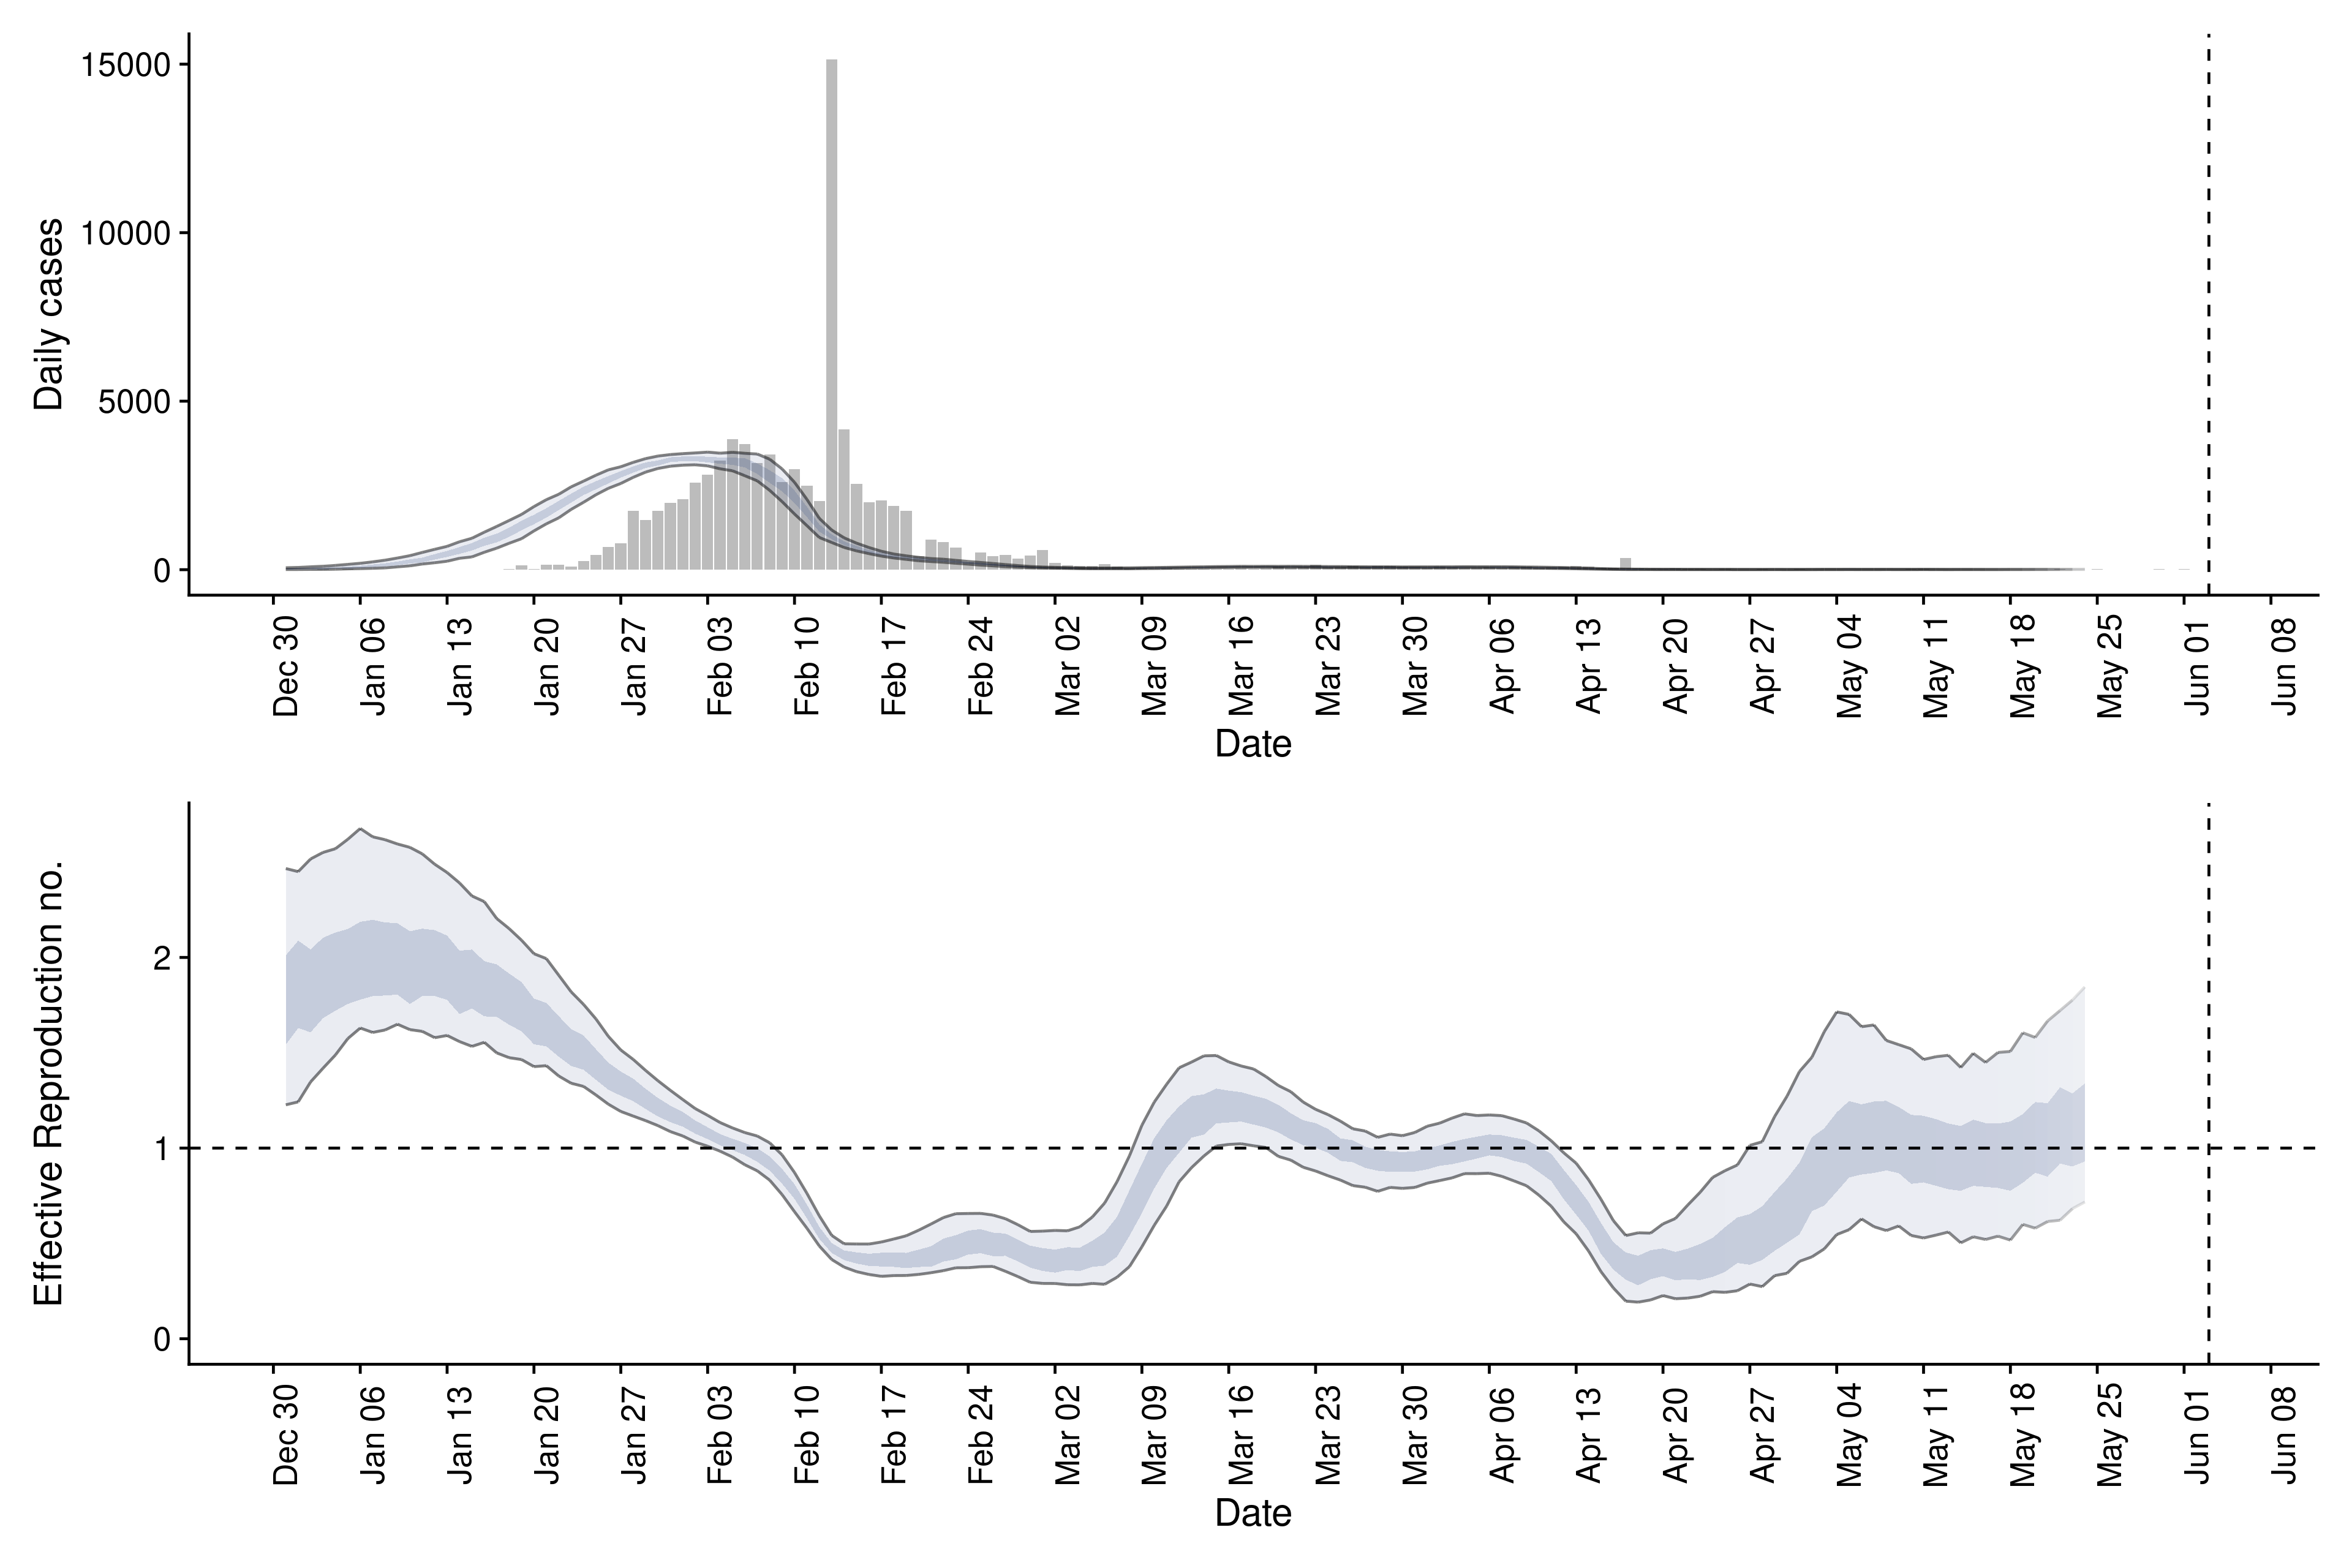 15000
10000
5000
0
Daily cases
Dec 30
Jan 06
Jan 13
Jan 20
Jan 27
Feb 03
Feb 10
Feb 17
Feb 24
Mar 02
Mar 09
Mar 16
Mar 23
Mar 30
Apr 06
Apr 13
Apr 20
Apr 27
May 04
May 11
May 18
May 25
Jun 01
Jun 08
Date
2
1
0
Effective Reproduction no.
Dec 30
Jan 06
Jan 13
Jan 20
Jan 27
Feb 03
Feb 10
Feb 17
Feb 24
Mar 02
Mar 09
Mar 16
Mar 23
Mar 30
Apr 06
Apr 13
Apr 20
Apr 27
May 04
May 11
May 18
May 25
Jun 01
Jun 08
Date